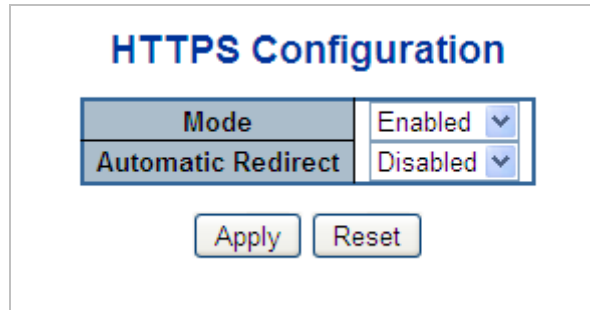 HTTPS Configuration
Mode Enabled
Automatic Redirect Disabled
Apply Reset